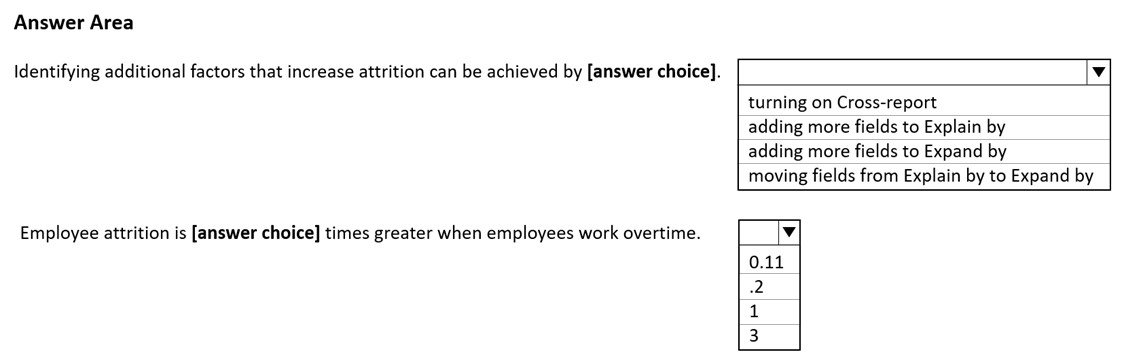 Answer Area
Identifying additional factors that increase attrition can be achieved by [answer choice].
turning on Cross-report
adding more fields to Explain by
adding more fields to Expand by
moving fields from Explain by to Expand by
Employee attrition is [answer choice] times greater when employees work overtime.
0.11
.2
1
3